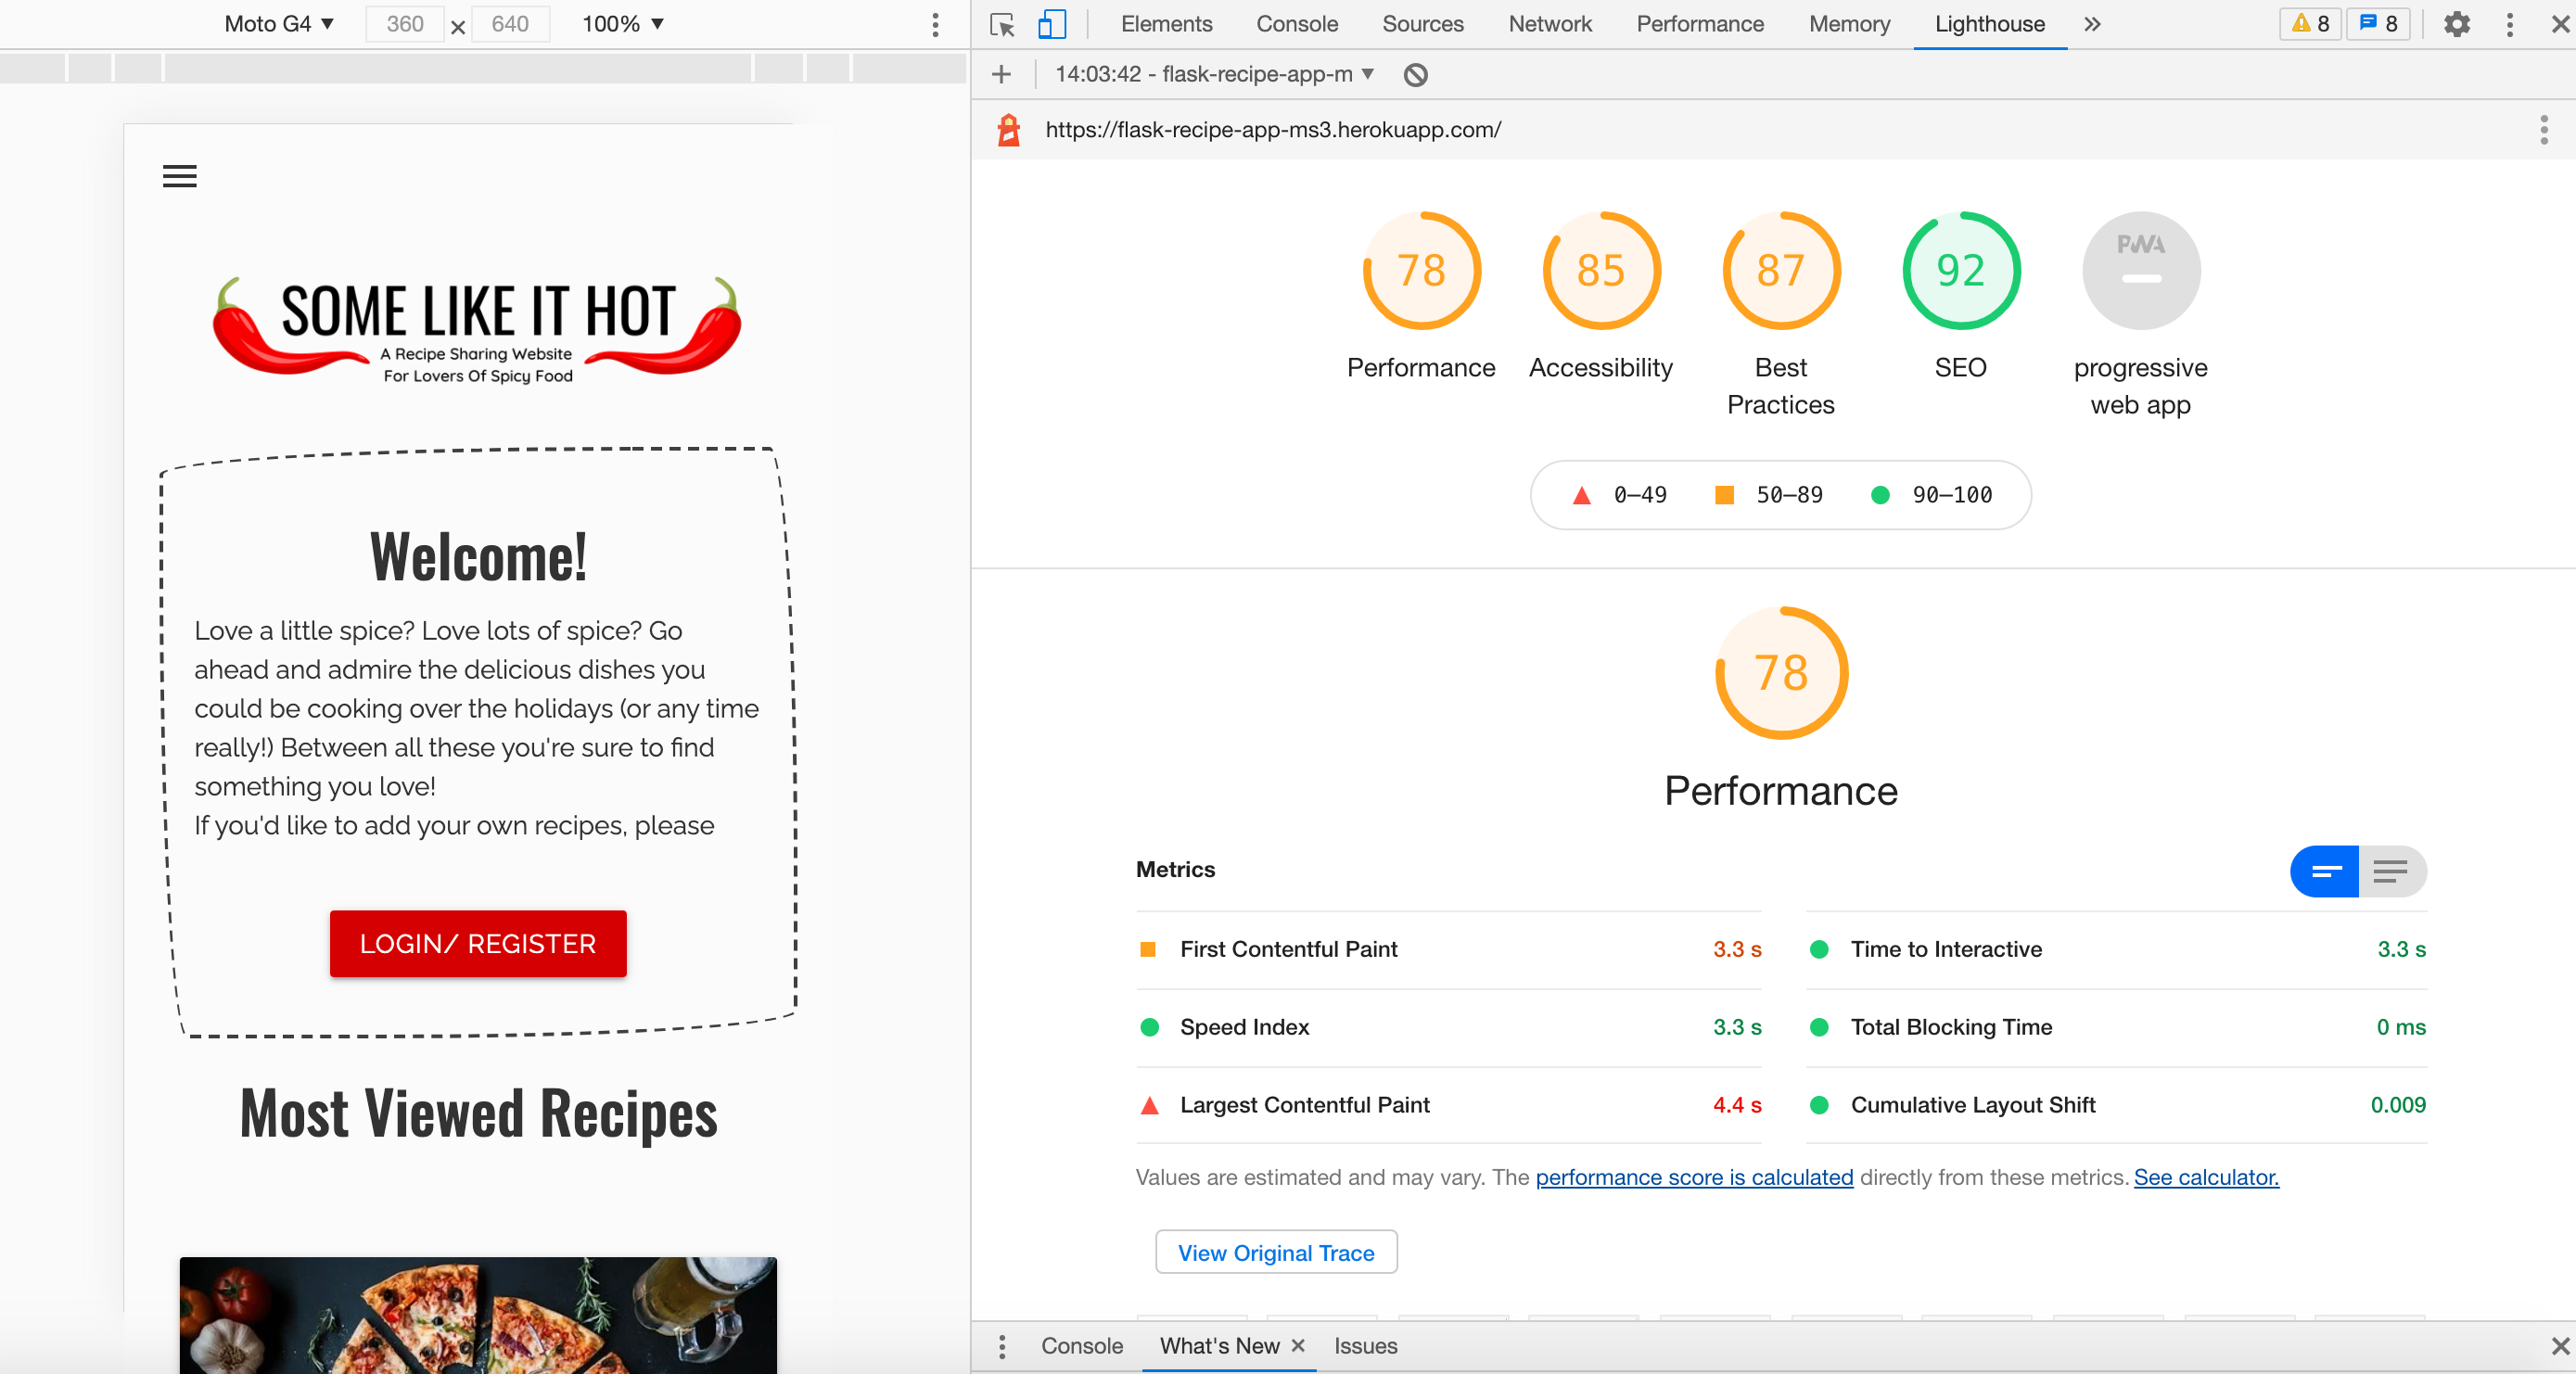 Moto G4 ▼ 360 × 640 100% ▼
Elements Console Sources Network Performance Memory Lighthouse » 8 8
14:03:42 - flask-recipe-app-m ▼
https://flask-recipe-app-ms3.herokuapp.com/
SOME LIKE IT HOT
A Recipe Sharing Website
For Lovers Of Spicy Food
Welcome!
Love a little spice? Love lots of spice? Go
ahead and admire the delicious dishes you
could be cooking over the holidays (or any time
really!) Between all these you're sure to find
something you love!
If you'd like to add your own recipes, please
LOGIN/ REGISTER
Most Viewed Recipes
78 85 87 92 PWA
Performance Accessibility Best Practices SEO progressive web app
0–49 50–89 90–100
78
Performance
Metrics
First Contentful Paint 3.3 s
Time to Interactive 3.3 s
Speed Index 3.3 s
Total Blocking Time 0 ms
Largest Contentful Paint 4.4 s
Cumulative Layout Shift 0.009
Values are estimated and may vary. The performance score is calculated directly from these metrics. See calculator.
View Original Trace
Console What's New × Issues